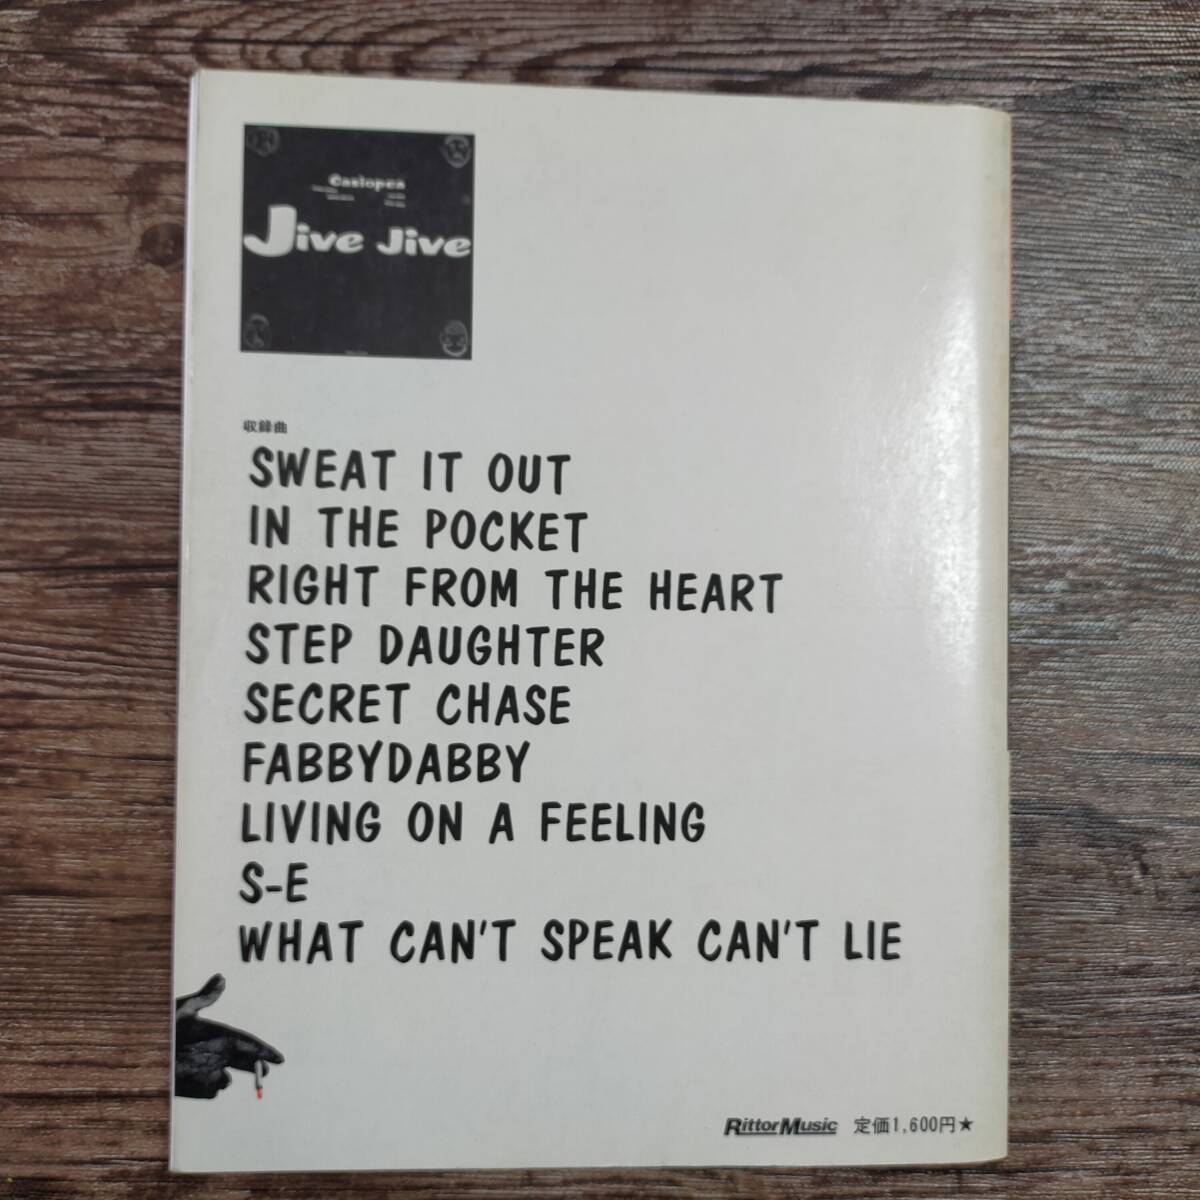 Casiopea
Jive Jive
収録曲
SWEAT IT OUT
IN THE POCKET
RIGHT FROM THE HEART
STEP DAUGHTER
SECRET CHASE
FABBYDABBY
LIVING ON A FEELING
S-E
WHAT CAN'T SPEAK CAN'T LIE
RittorMusic 定価1,600円★